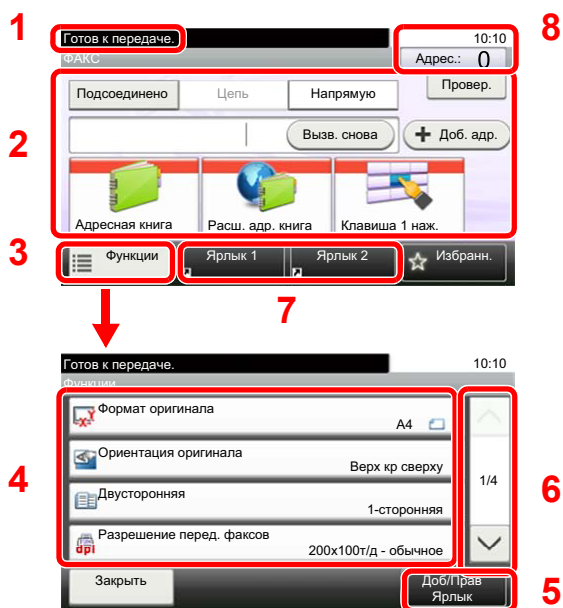 1
8
Готов к передаче.
10:10
ФАКС
Адрес.: 0
2
Подсоединено Цепь Напрямую Провер.
Вызв. снова + Доб. адр.
Адресная книга Расш. адр. книга Клавиша 1 наж.
3
Функции Ярлык 1 Ярлык 2 Избранн.
7
Готов к передаче. 10:10
Функции
4
Формат оригинала
A4
Ориентация оригинала
Верх кр сверху
Двусторонняя
1-сторонняя
Разрешение перед. факсов
200x100т/д - обычное
dpi
1/4
6
Закрыть
Доб/Прав
Ярлык
5